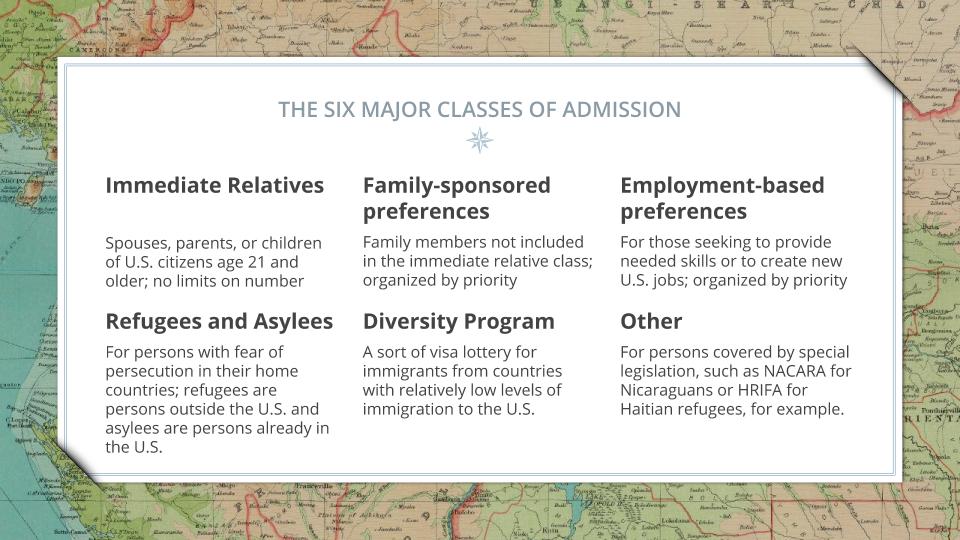 UBANGI-SHARI CHAD
THE SIX MAJOR CLASSES OF ADMISSION
Immediate Relatives
Spouses, parents, or children
of U.S. citizens age 21 and
older; no limits on number
Family-sponsored
preferences
Family members not included
in the immediate relative class;
organized by priority
Employment-based
preferences
For those seeking to provide
needed skills or to create new
U.S. jobs; organized by priority
Refugees and Asylees
For persons with fear of
persecution in their home
countries; refugees are
persons outside the U.S. and
asylees are persons already in
the U.S.
Diversity Program
A sort of visa lottery for
immigrants from countries
with relatively low levels of
immigration to the U.S.
Other
For persons covered by special
legislation, such as NACARA for
Nicaraguans or HRIFA for
Haitian refugees, for example.